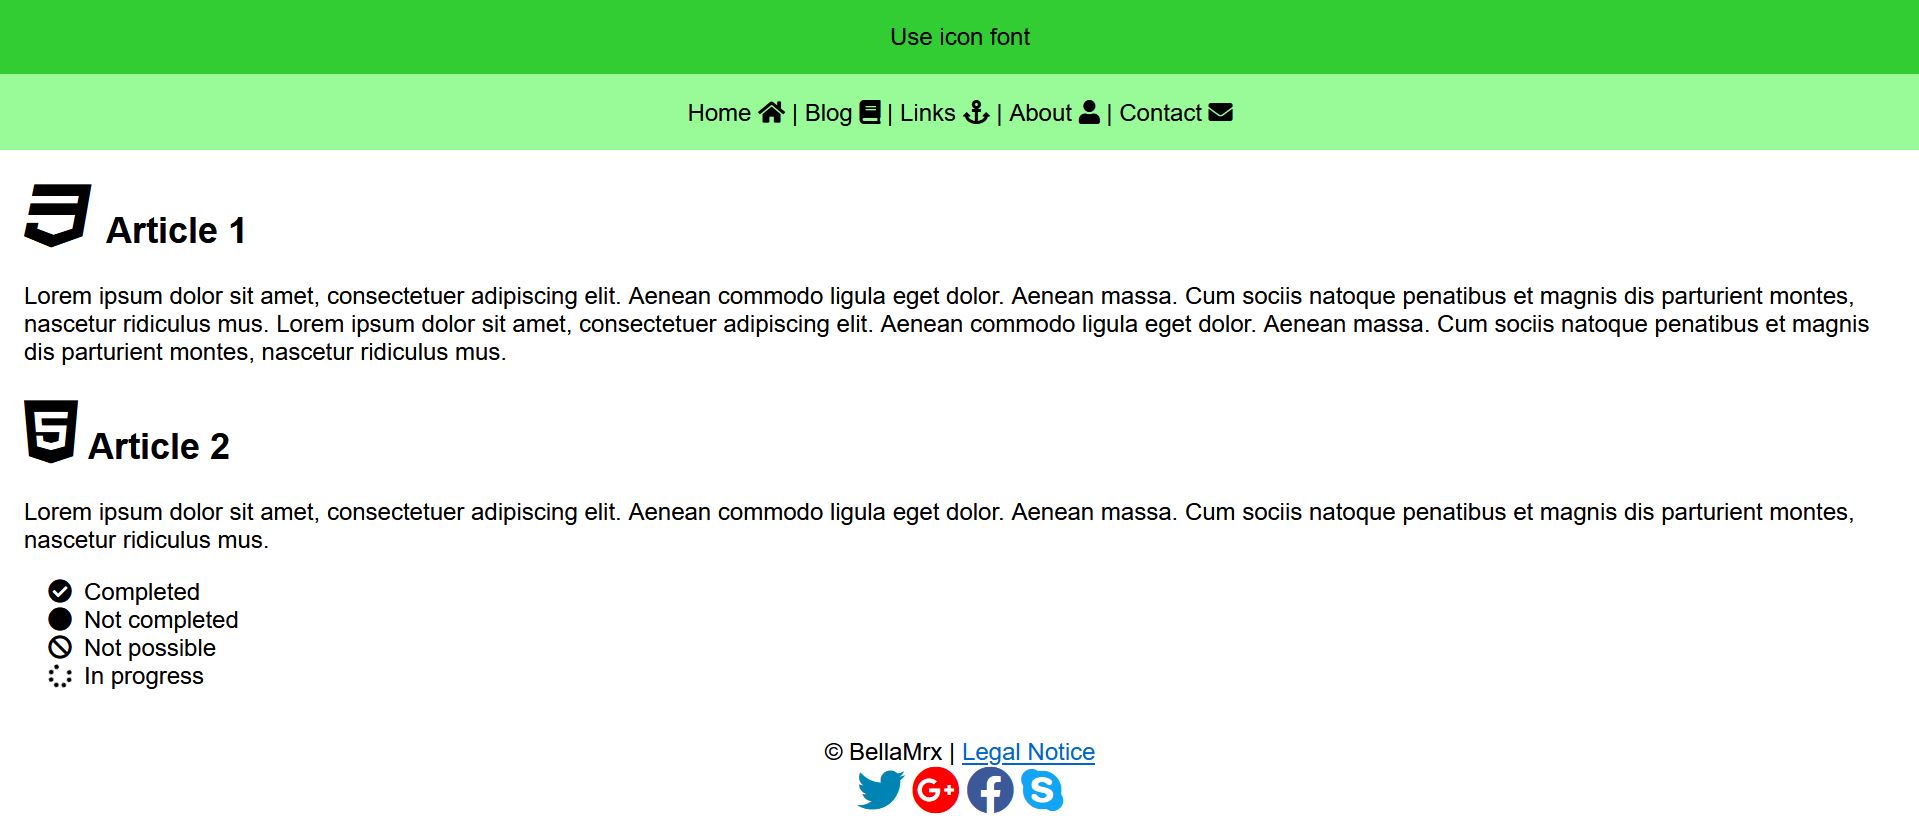 Use icon font
Home | Blog | Links | About | Contact
Article 1
Lorem ipsum dolor sit amet, consectetuer adipiscing elit. Aenean commodo ligula eget dolor. Aenean massa. Cum sociis natoque penatibus et magnis dis parturient montes,
nascetur ridiculus mus. Lorem ipsum dolor sit amet, consectetuer adipiscing elit. Aenean commodo ligula eget dolor. Aenean massa. Cum sociis natoque penatibus et magnis
dis parturient montes, nascetur ridiculus mus.
Article 2
Lorem ipsum dolor sit amet, consectetuer adipiscing elit. Aenean commodo ligula eget dolor. Aenean massa. Cum sociis natoque penatibus et magnis dis parturient montes,
nascetur ridiculus mus.
Completed
Not completed
Not possible
In progress
© BellaMrx | Legal Notice